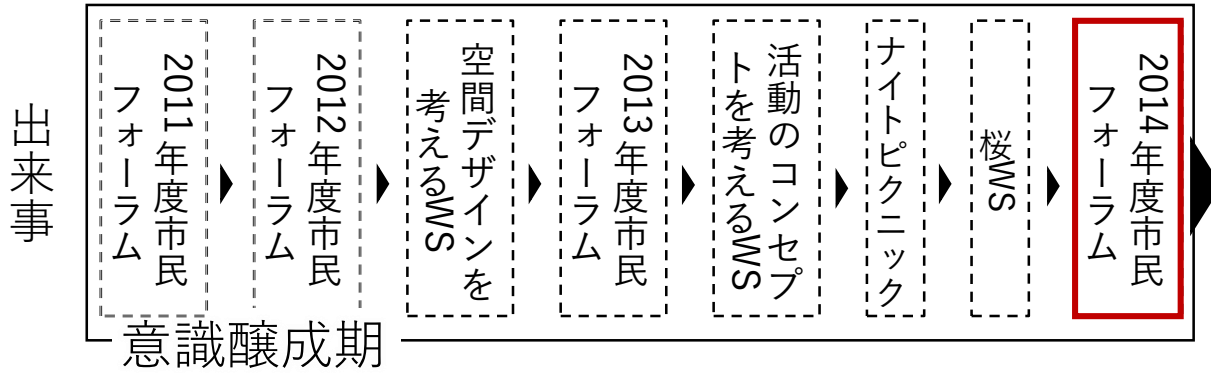 出来事
2011年度市民
フォーラム
2012年度市民
フォーラム
空間デザインを
考えるWS
2013年度市民
フォーラム
活動のコンセプ
トを考えるWS
ナイトピクニック
桜WS
2014年度市民
フォーラム
意識醸成期